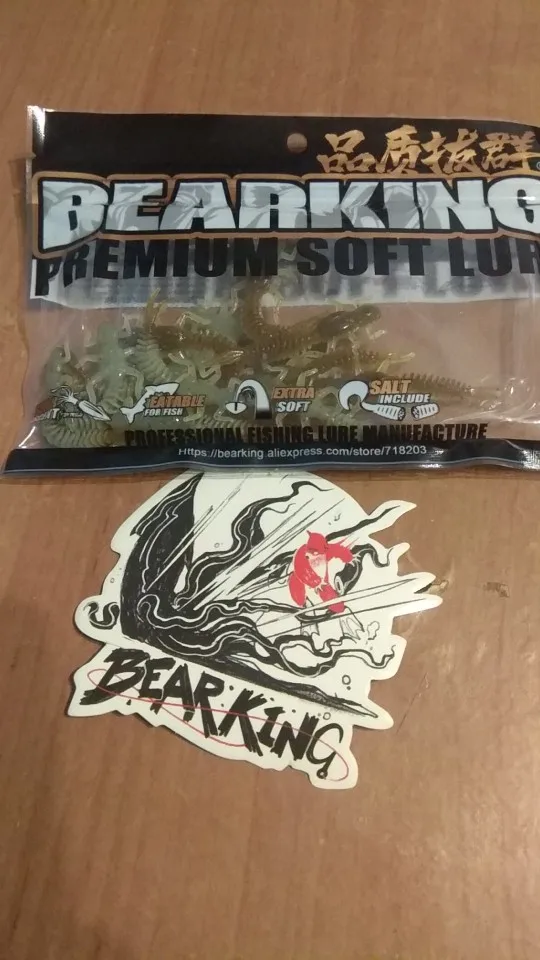 品质拔群
BEARKING
PREMIUM SOFT LUR
EATABLE
FOR FISH
EXTRA
SOFT
SALT
INCLUDE
PROFESSIONAL FISHING LURE MANUFACTURE
Https://bearking.aliexpress.com/store/718203
BEARKING